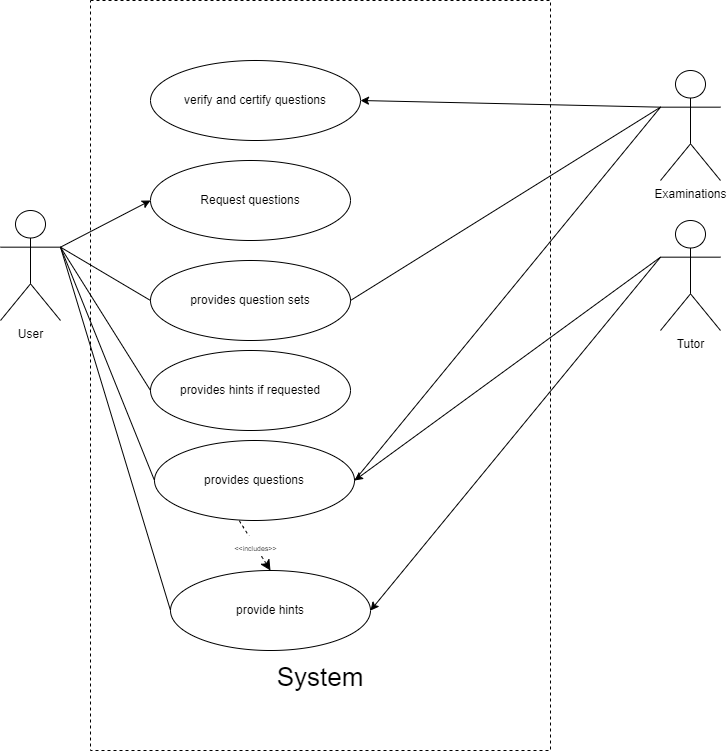 verify and certify questions
Examinations
Request questions
User
provides question sets
Tutor
provides hints if requested
provides questions
<<includes>>
provide hints
System